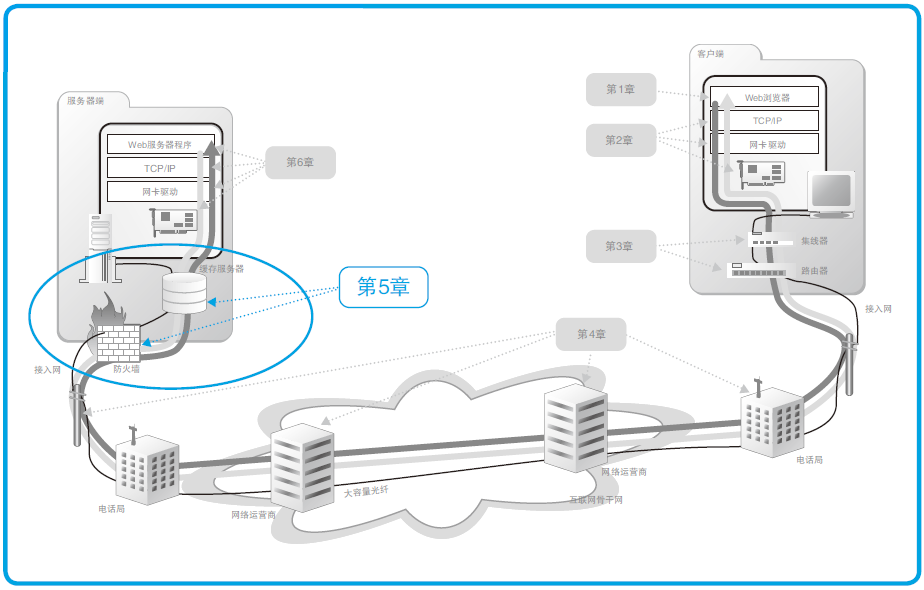 客户端
服务器端
第1章
Web浏览器
TCP/IP
网卡驱动
第2章
Web服务器程序
TCP/IP
网卡驱动
第6章
第3章
集线器
路由器
缓存服务器
第5章
接入网
第4章
防火墙
接入网
电话局
网络运营商
大容量光纤
互联网骨干网
电话局
网络运营商